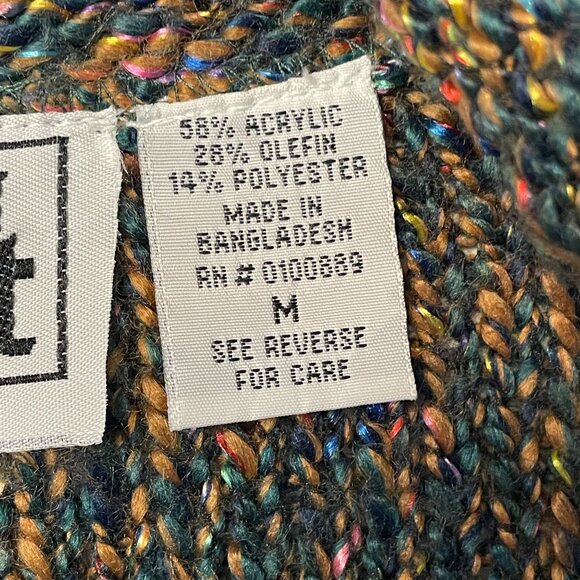 58% ACRYLIC
28% OLEFIN
14% POLYESTER
MADE IN
BANGLADESH
RN # 0100889
M
SEE REVERSE
FOR CARE